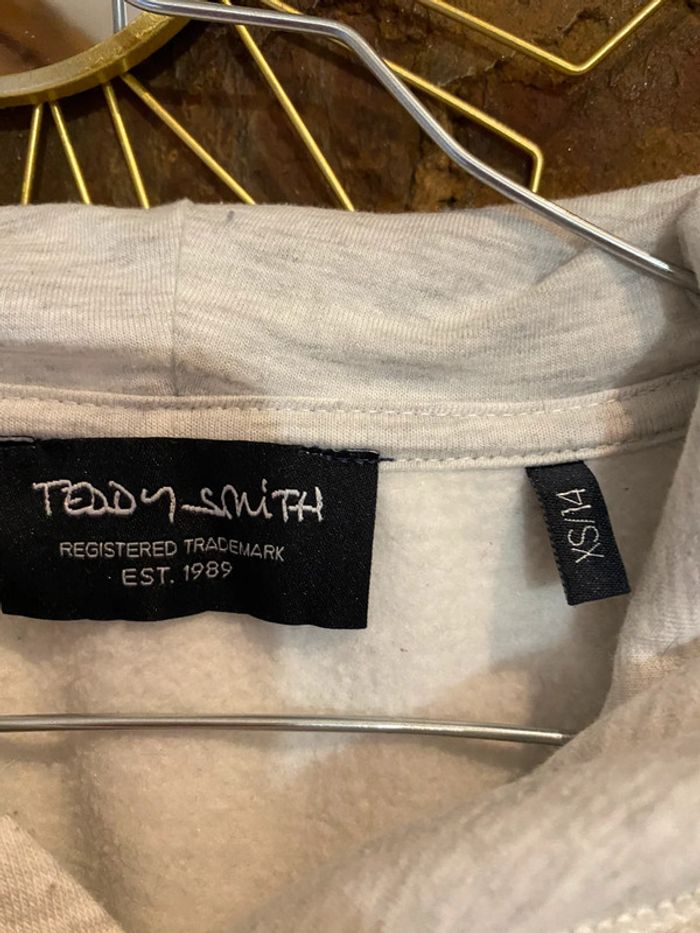 TEDDY SMITH
REGISTERED TRADEMARK
EST. 1989
XS/14